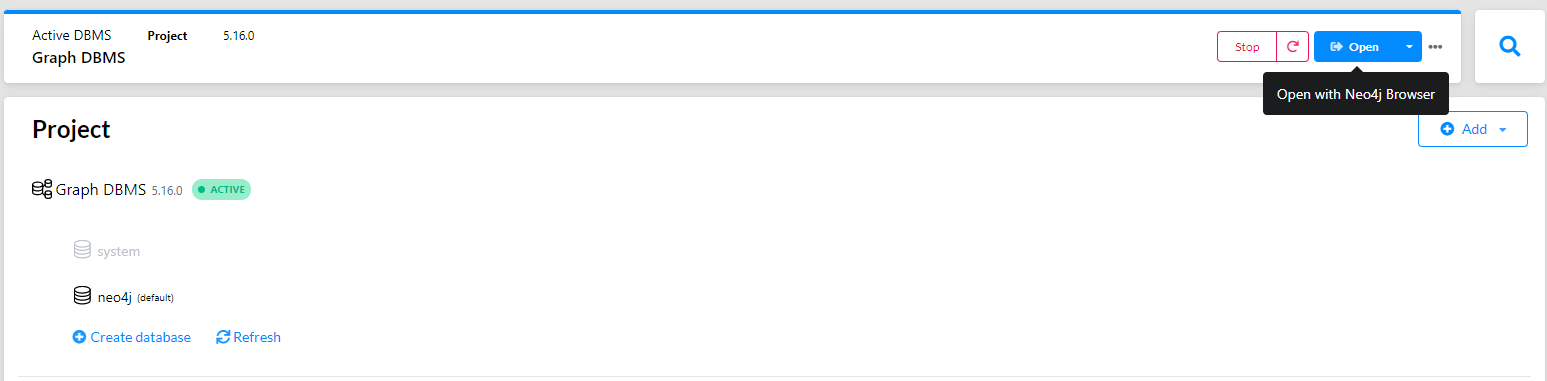 Active DBMS Project 5.16.0
Graph DBMS
Stop Open
Open with Neo4j Browser
Project
Add
Graph DBMS 5.16.0 ACTIVE
system
neo4j (default)
Create database Refresh